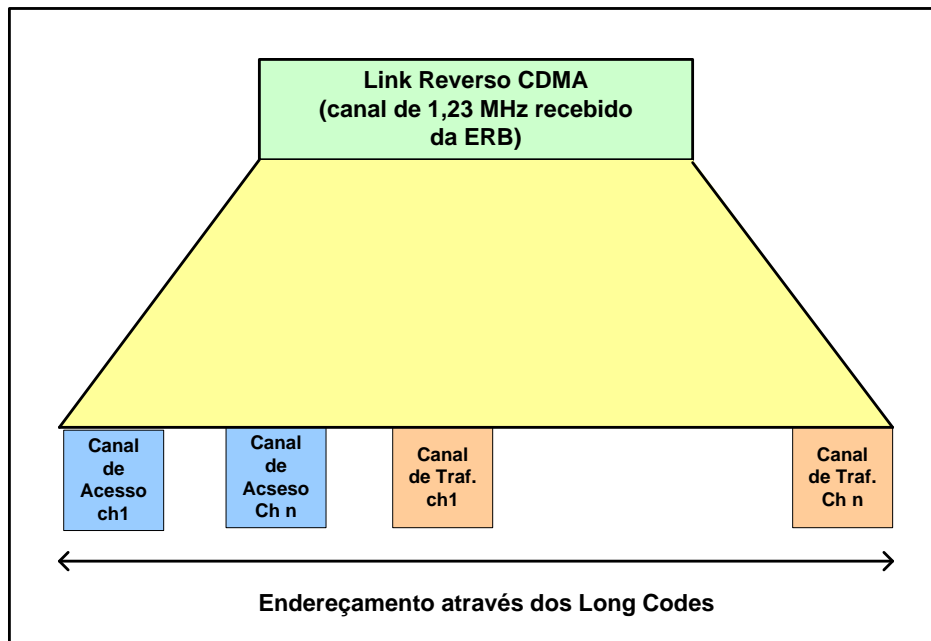 Link Reverso CDMA
(canal de 1,23 MHz recebido
da ERB)
Canal
de
Acesso
ch1
Canal
de
Acseso
Ch n
Canal
de Traf.
ch1
Canal
de Traf.
Ch n
Endereçamento através dos Long Codes